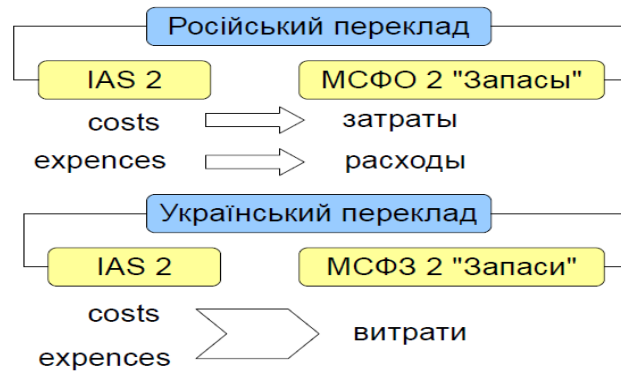 Російський переклад
IAS 2 МСФО 2 "Запасы"
costs затраты
expences расходы
Український переклад
IAS 2 МСФЗ 2 "Запаси"
costs
витрати
expences